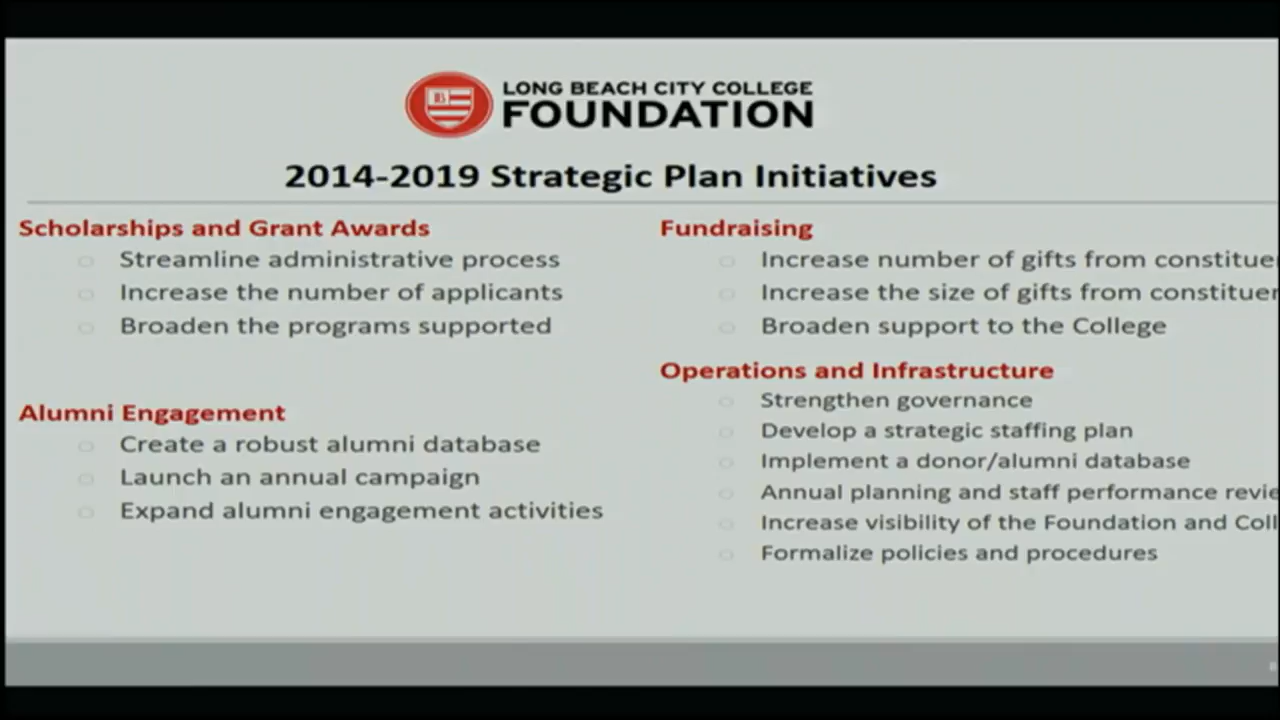 LONG BEACH CITY COLLEGE
FOUNDATION
2014-2019 Strategic Plan Initiatives
Scholarships and Grant Awards
Streamline administrative process
Increase the number of applicants
Broaden the programs supported
Alumni Engagement
Create a robust alumni database
Launch an annual campaign
Expand alumni engagement activities
Fundraising
Increase number of gifts from
Increase the size of gifts from
Broaden support to the College
Operations and Infrastructure
Strengthen governance
Develop a strategic staffing plan
Implement a donor/alumni database
Annual planning and staff performance
Increase visibility of the Foundation and
Formalize policies and procedures